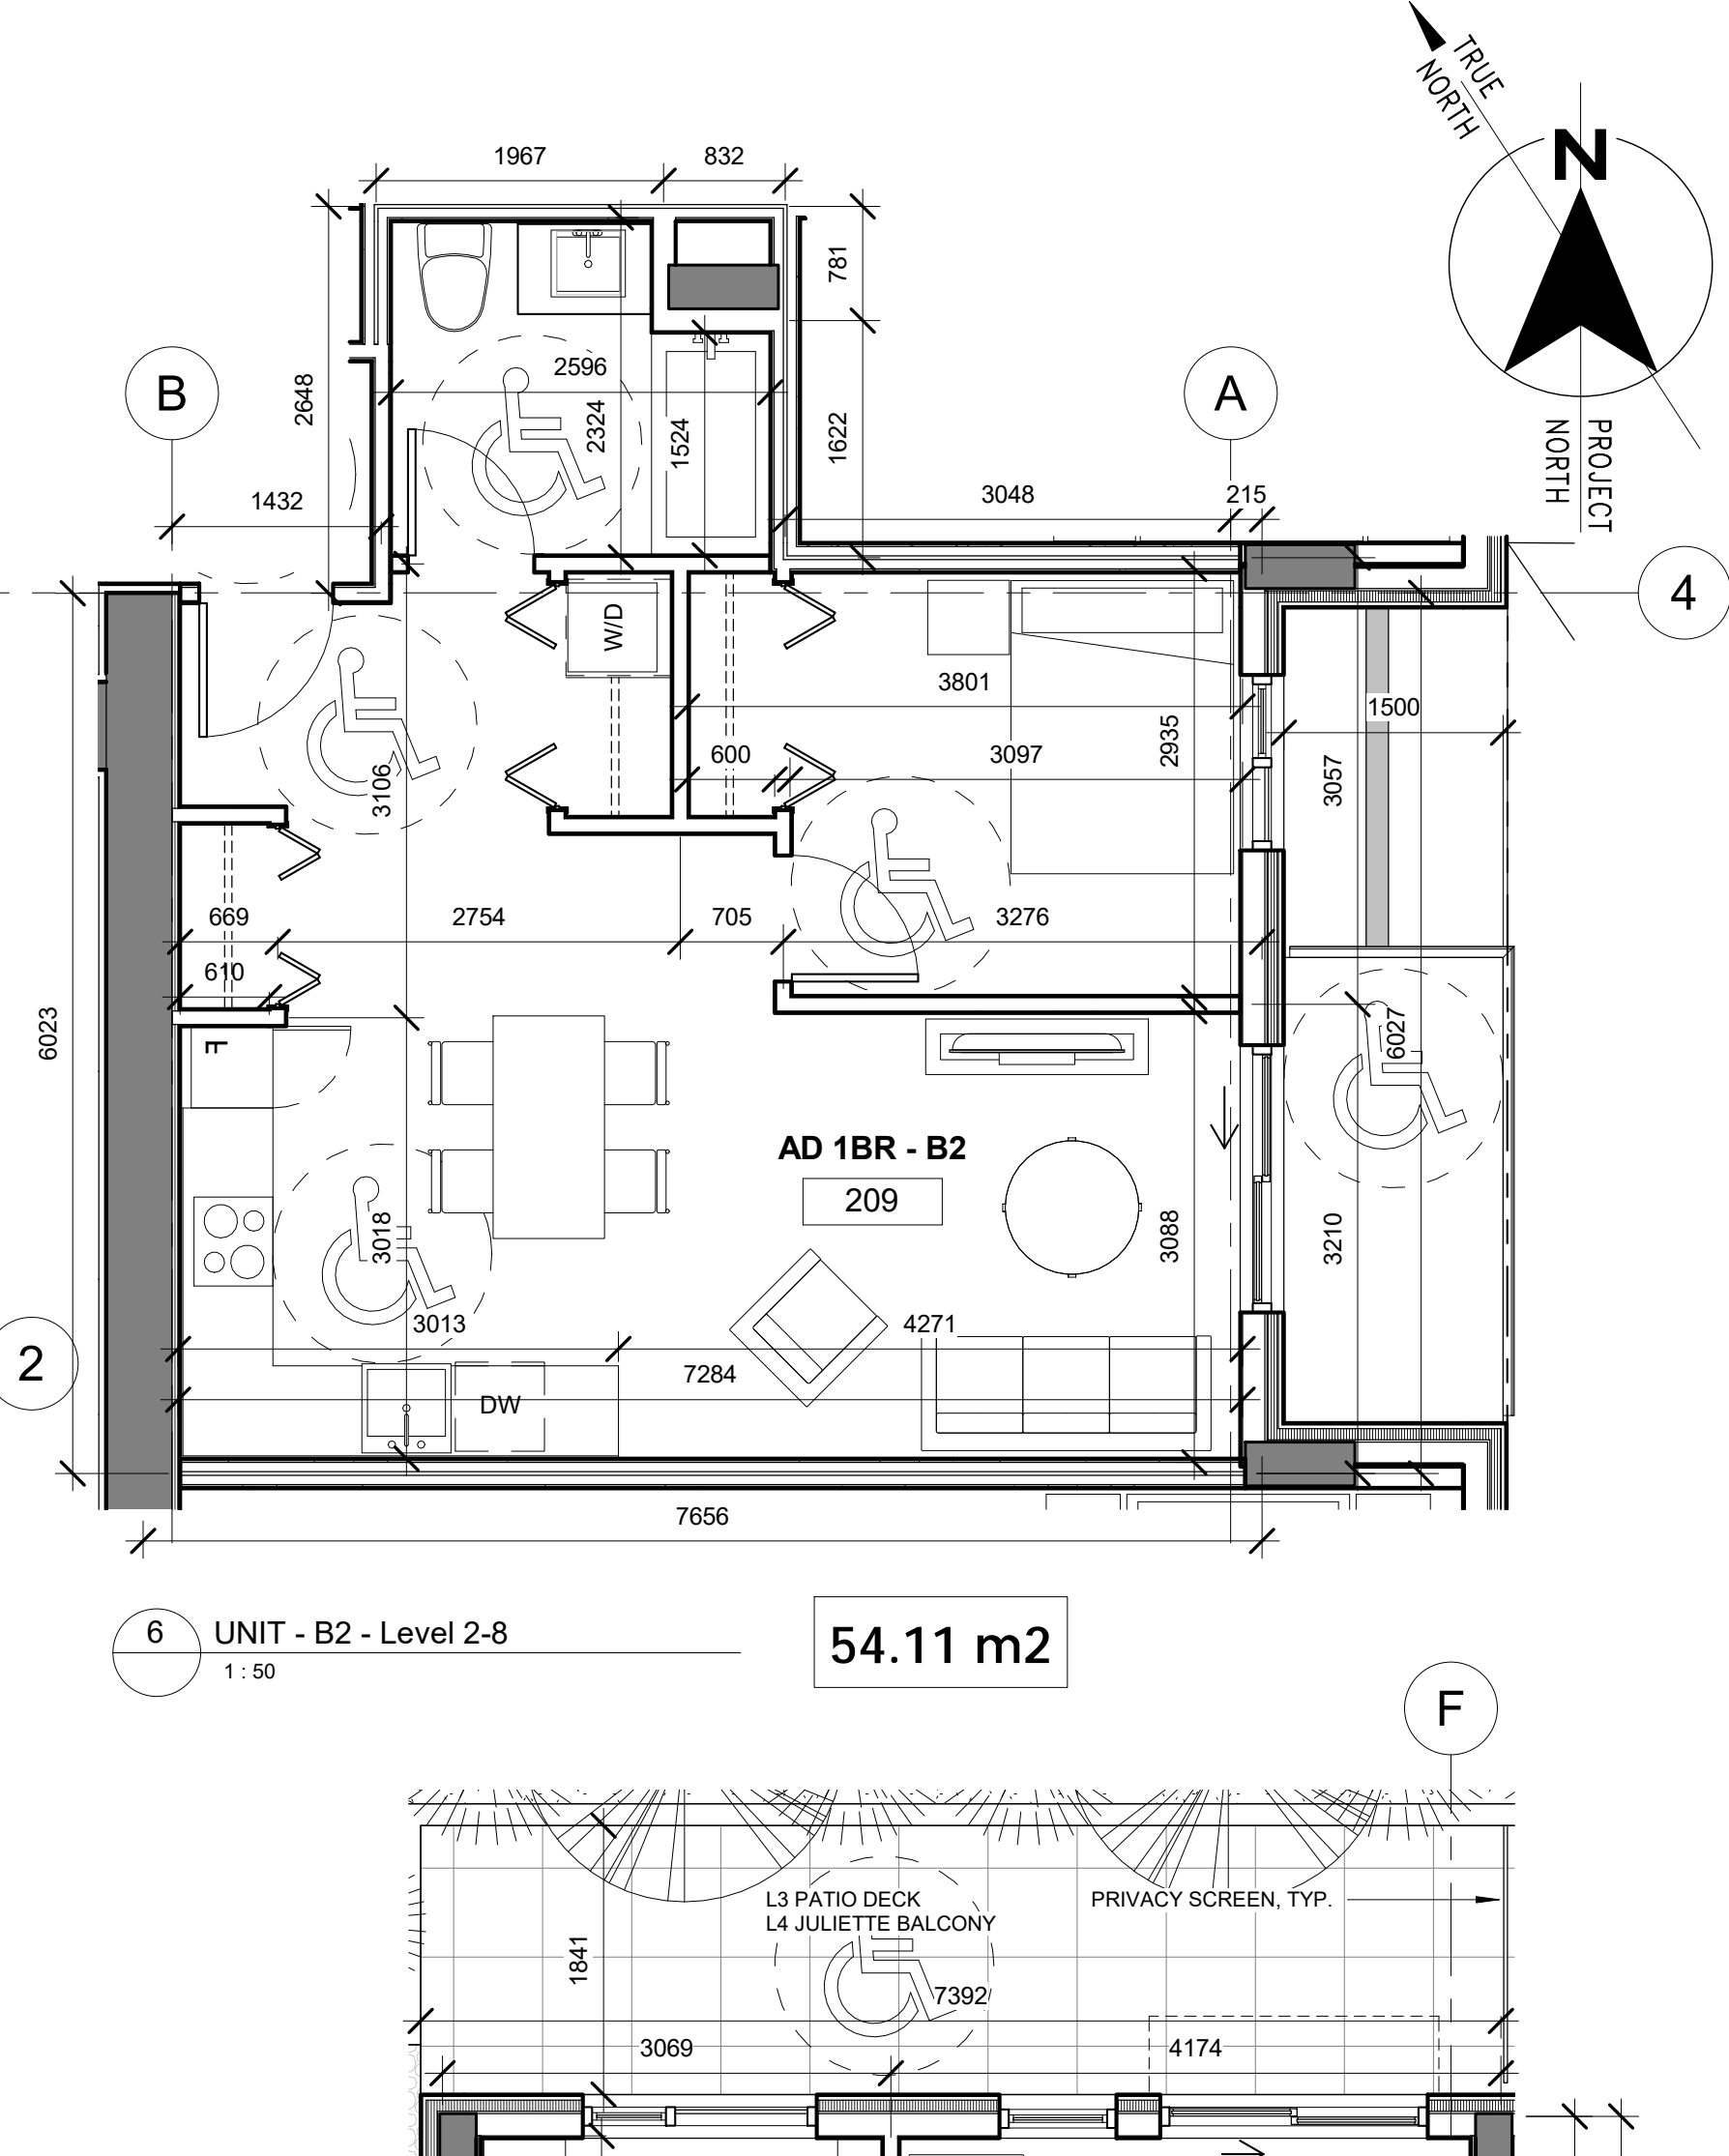 TRUE
NORTH
N
PROJECT
NORTH
1967
832
781
2648
2596
2324
1524
1622
B
A
1432
3048
215
4
W/D
3801
1500
600
3097
2935
3057
3106
669
2754
705
3276
610
6023
6027
F
AD 1BR - B2
209
3018
3088
3210
3013
4271
2
7284
DW
7656
6
UNIT - B2 - Level 2-8
1 : 50
54.11 m2
F
L3 PATIO DECK
L4 JULIETTE BALCONY
PRIVACY SCREEN, TYP.
1841
7392
3069
4174